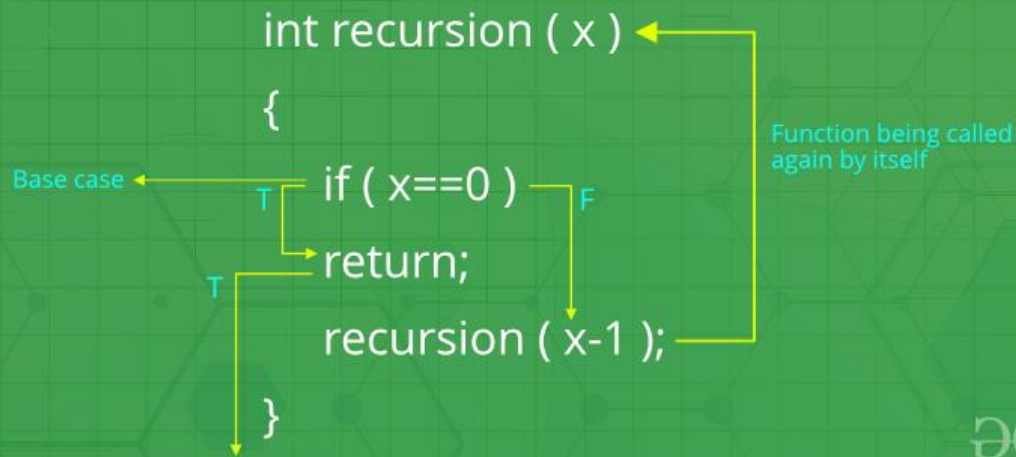 int recursion ( x )
{
Function being called
again by itself
Base case
if ( x==0 )
T
F
return;
T
recursion ( x-1 );
}